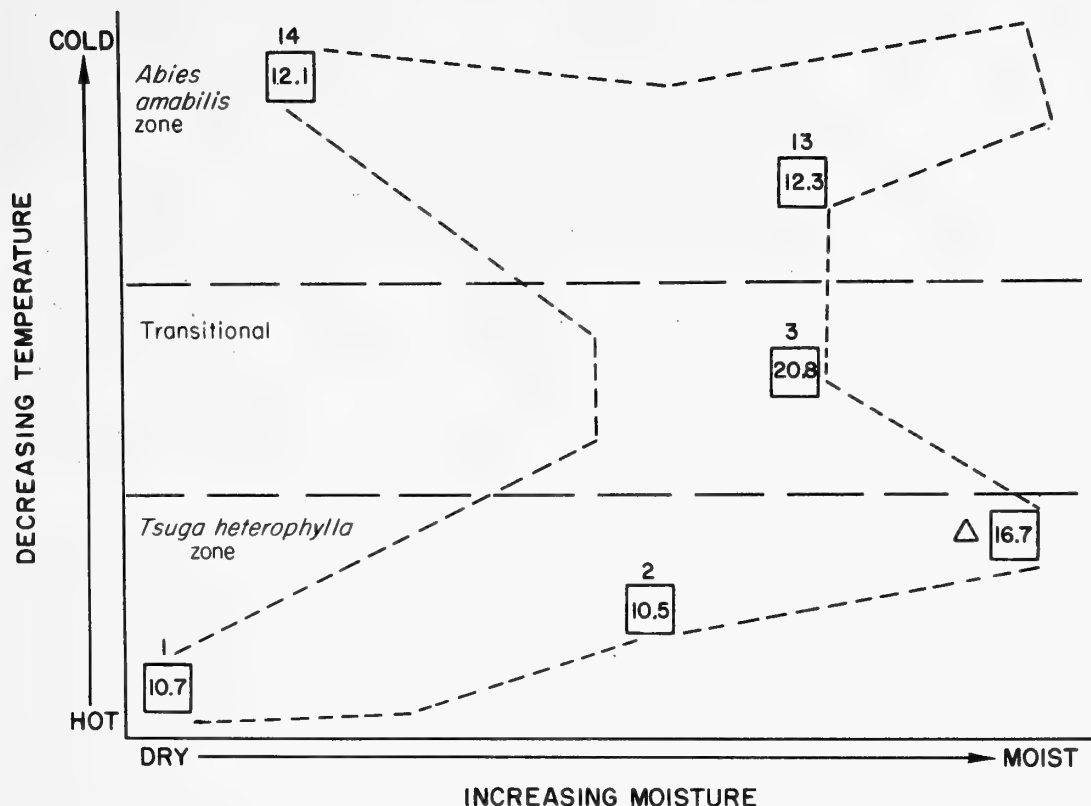 COLD
14
12.1
Abies
amabilis
zone
13
12.3
DECREASING TEMPERATURE
Transitional
3
20.8
Tsuga heterophylla
zone
△
16.7
2
10.5
1
10.7
HOT
DRY
MOIST
INCREASING MOISTURE